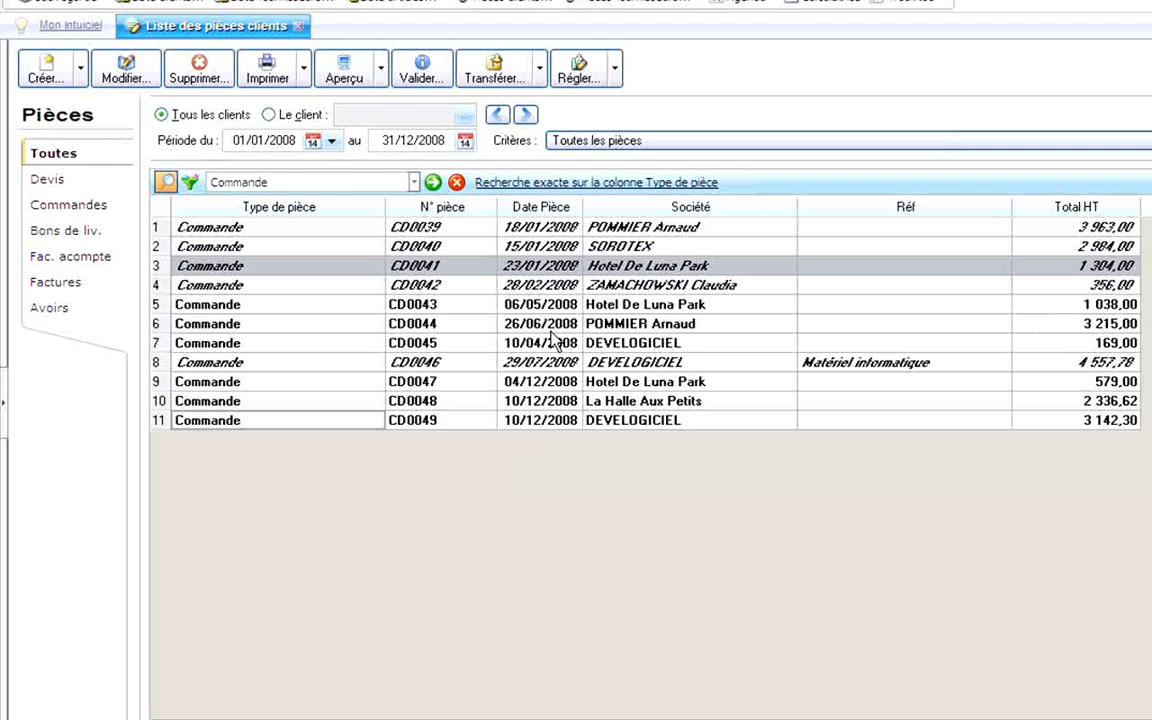 Mon Intuiciel
Liste des pièces clients
Créer...
Modifier...
Supprimer...
Imprimer
Aperçu
Valider...
Transférer...
Régler...
Pièces
Toutes
Devis
Commandes
Bons de liv.
Fac. acompte
Factures
Avoirs
Tous les clients Le client :
Période du : 01/01/2008 14 au 31/12/2008 14 Critères : Toutes les pièces
Commande Recherche exacte sur la colonne Type de pièce
Type de pièce N° pièce Date Pièce Société Réf Total HT
1 Commande CD0039 18/01/2008 POMMIER Arnaud 3 963,00
2 Commande CD0040 15/01/2008 SOROTEX 2 984,00
3 Commande CD0041 23/01/2008 Hotel De Luna Park 1 304,00
4 Commande CD0042 28/02/2008 ZAMACHOWSKI Claudia 356,00
5 Commande CD0043 06/05/2008 Hotel De Luna Park 1 038,00
6 Commande CD0044 26/06/2008 POMMIER Arnaud 3 215,00
7 Commande CD0045 10/04/2008 DEVELOGICIEL 169,00
8 Commande CD0046 29/07/2008 DEVELOGICIEL Matériel informatique 4 557,78
9 Commande CD0047 04/12/2008 Hotel De Luna Park 579,00
10 Commande CD0048 10/12/2008 La Halle Aux Petits 2 336,62
11 Commande CD0049 10/12/2008 DEVELOGICIEL 3 142,30